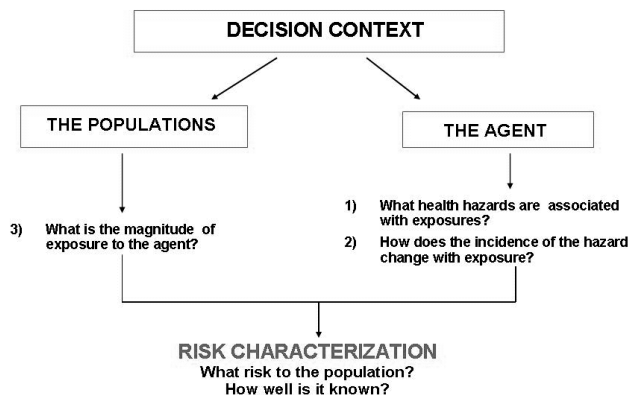 DECISION CONTEXT
THE POPULATIONS
THE AGENT
1) What health hazards are associated
with exposures?
2) How does the incidence of the hazard
change with exposure?
3) What is the magnitude of
exposure to the agent?
RISK CHARACTERIZATION
What risk to the population?
How well is it known?